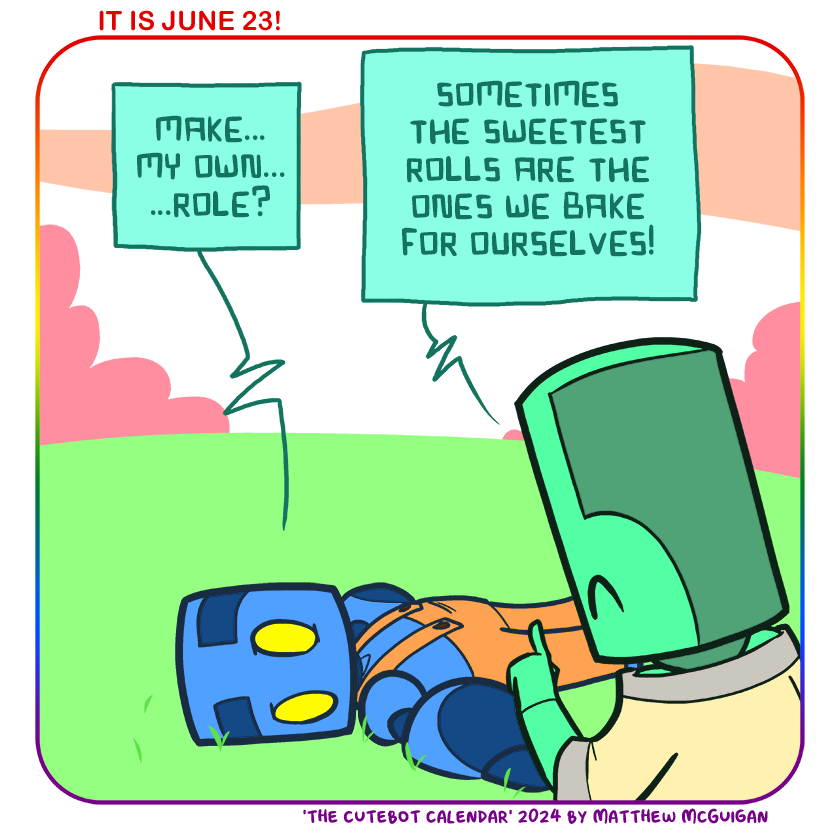 IT IS JUNE 23!
MAKE...
MY OWN...
...ROLE?
SOMETIMES
THE SWEETEST
ROLLS ARE THE
ONES WE BAKE
FOR OURSELVES!
'THE CUTEBOT CALENDAR' 2024 BY MATTHEW MCGUIGAN